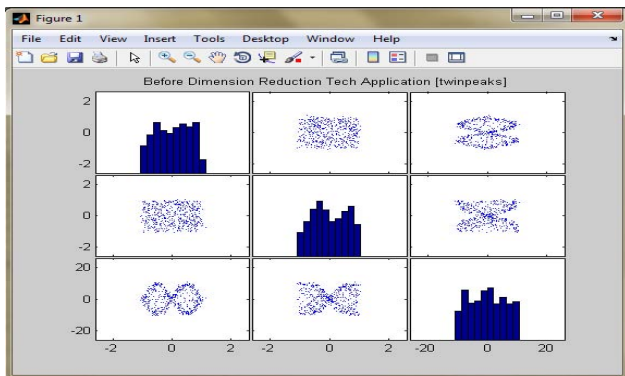 Figure 1
File Edit View Insert Tools Desktop Window Help
Before Dimension Reduction Tech Application [twinpeaks]
2
0
-2
2
0
-2
20
0
-20
-2 0 2 -2 0 2 -20 0 20